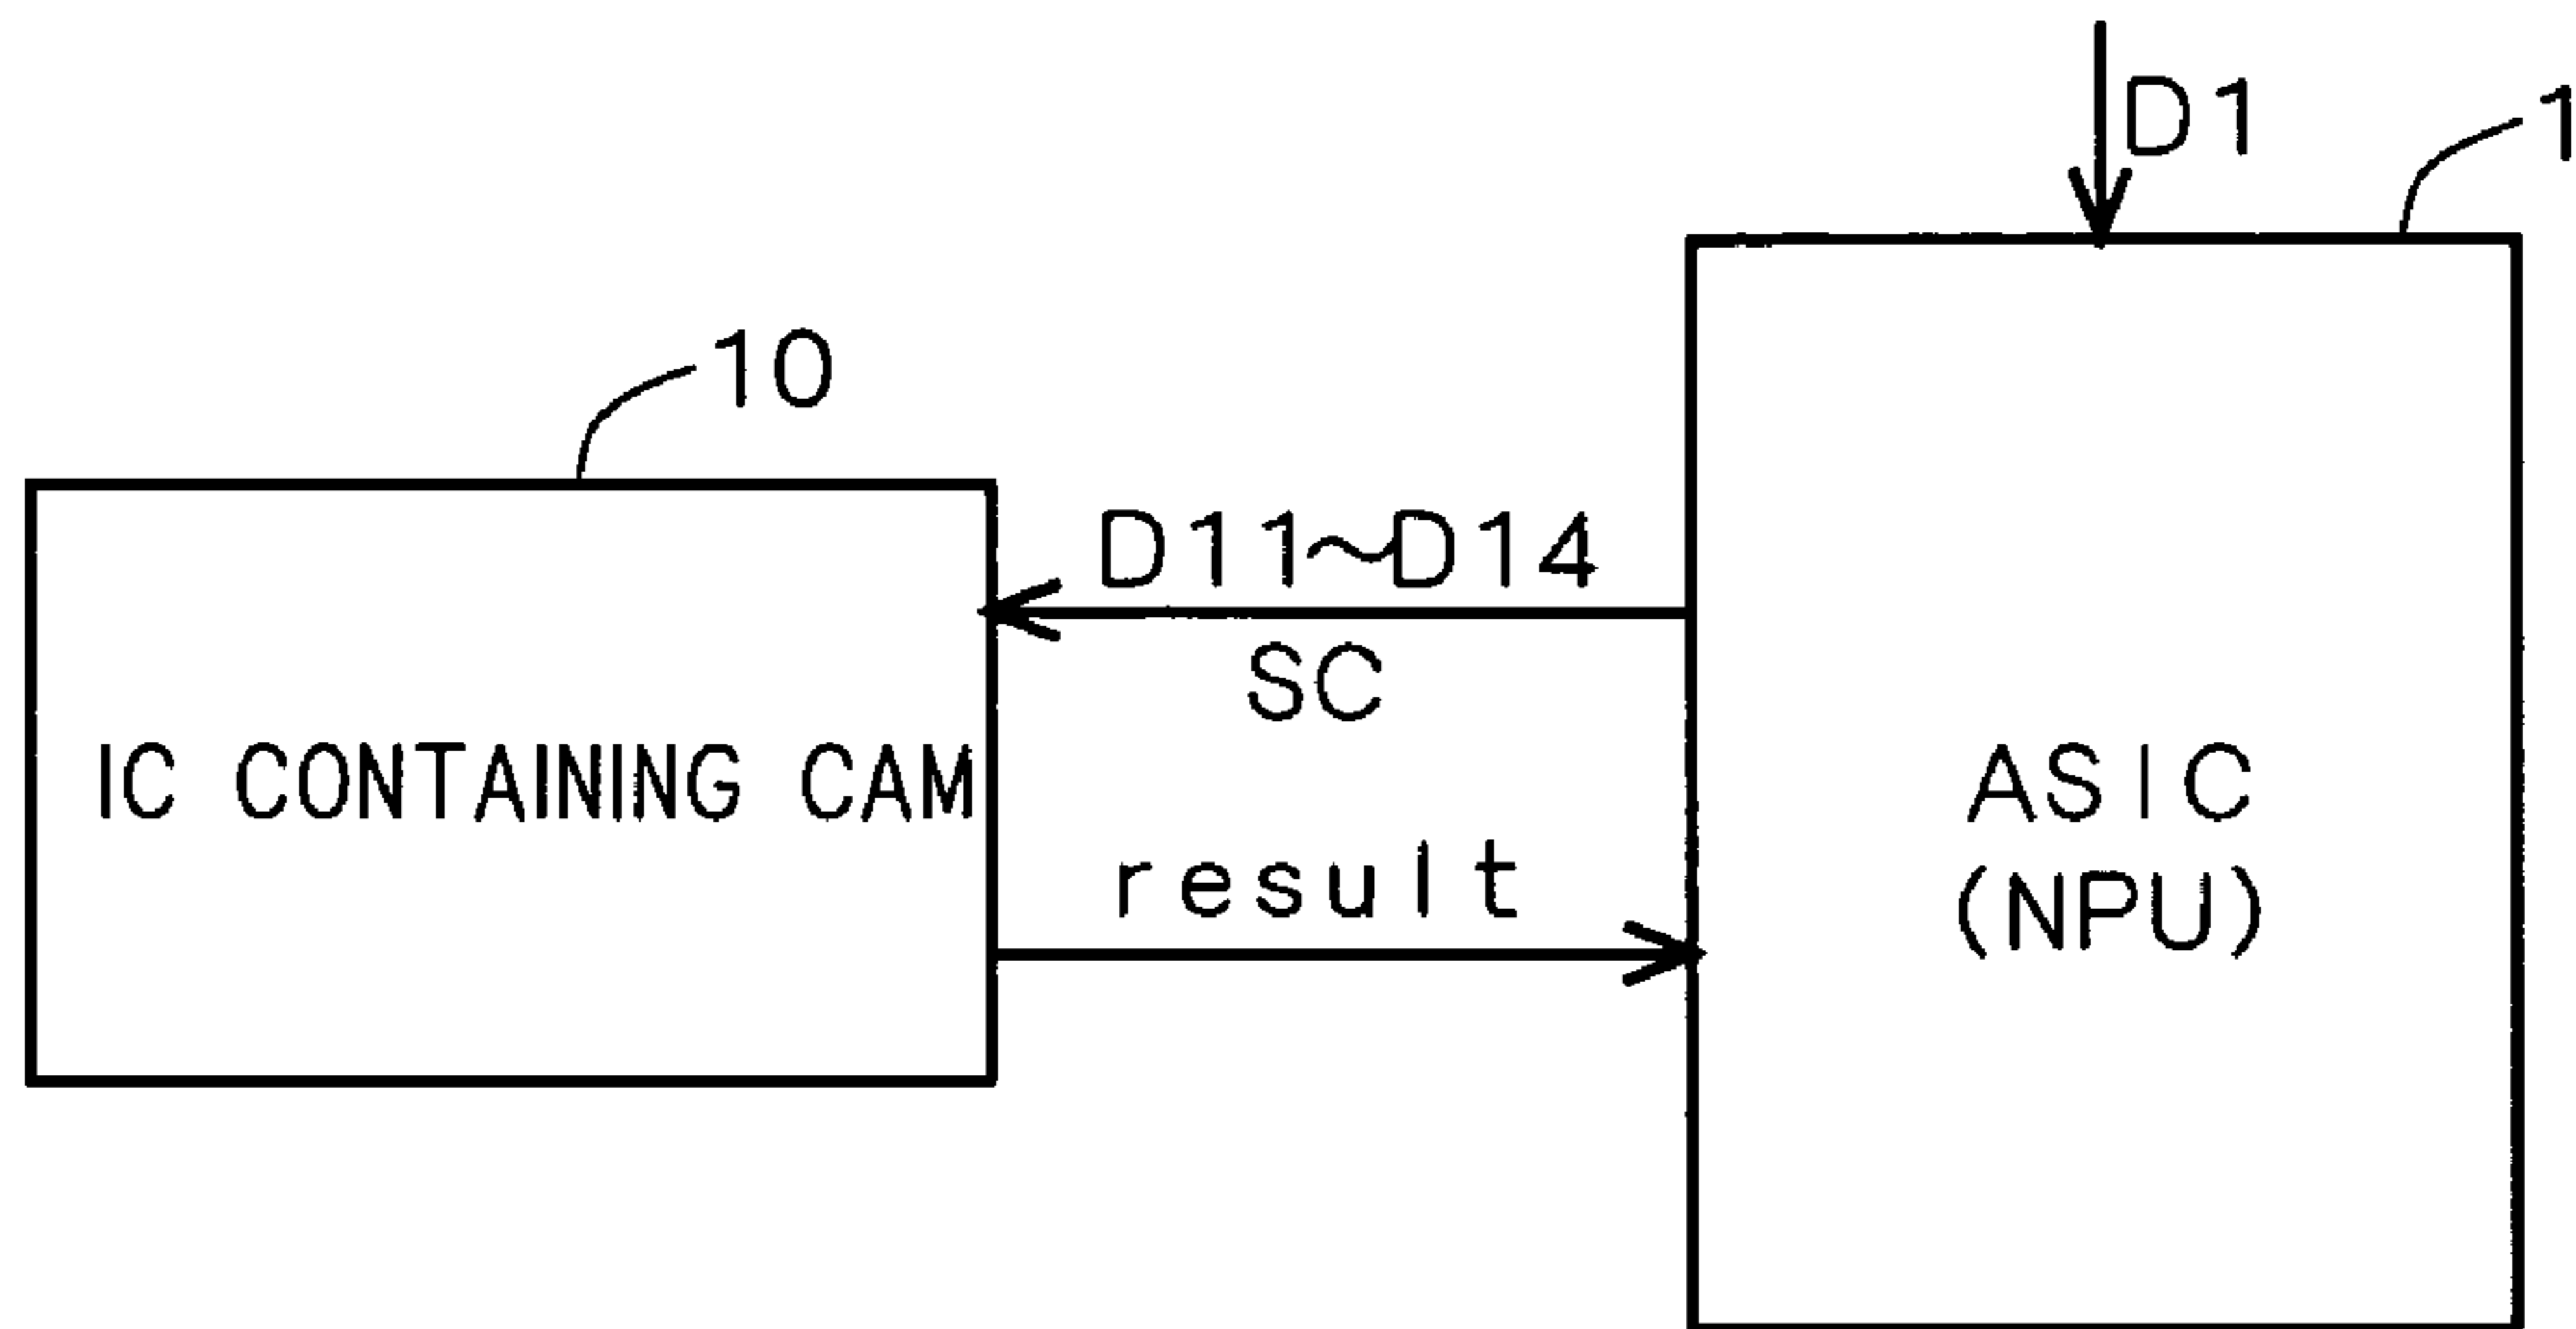 D1
1
10
D11~D14
SC
IC CONTAINING CAM
result
ASIC
(NPU)